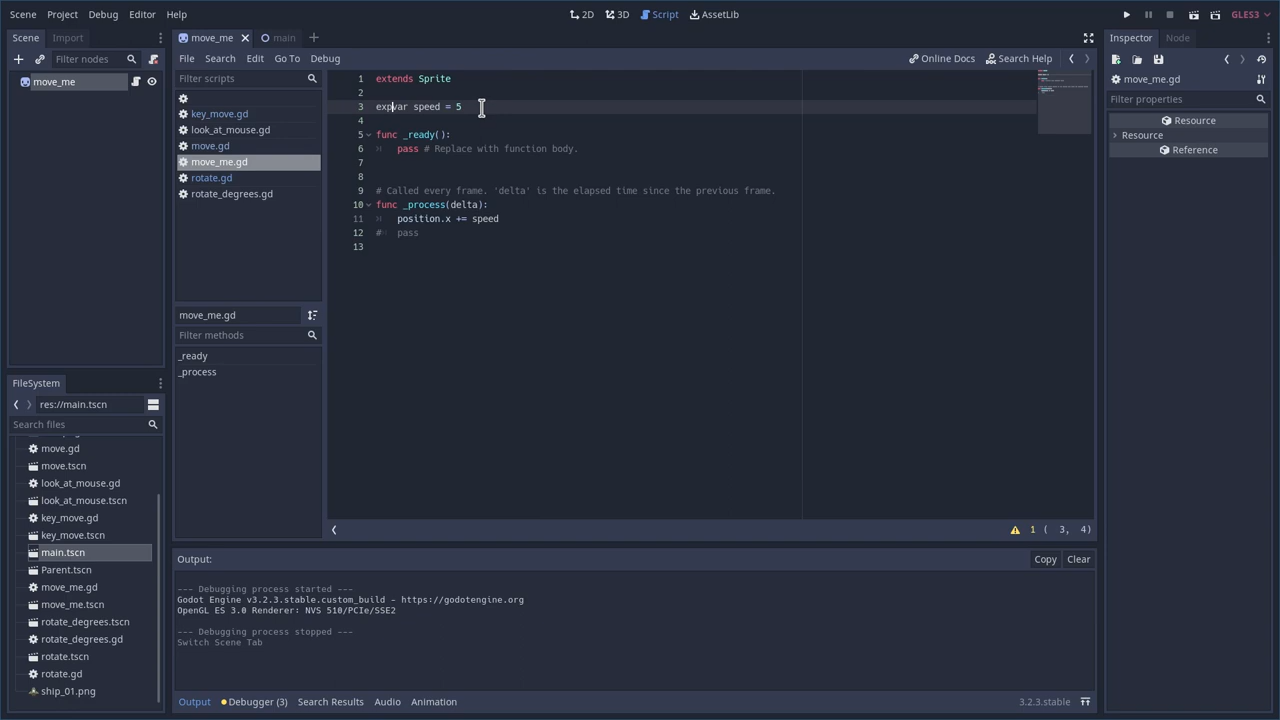 Scene Project Debug Editor Help
2D 3D Script AssetLib
GLES3
Scene Import
Filter nodes
move_me
move_me main
File Search Edit Go To Debug
Online Docs Search Help
Filter scripts
key_move.gd
look_at_mouse.gd
move.gd
move_me.gd
rotate.gd
rotate_degrees.gd
move_me.gd
Filter methods
_ready
_process
1 extends Sprite
2
3 expvar speed = 5
4
5 func _ready():
6 pass # Replace with function body.
7
8
9 # Called every frame. 'delta' is the elapsed time since the previous frame.
10 func _process(delta):
11 position.x += speed
12 # pass
13
1 ( 3, 4)
Inspector Node
move_me.gd
Filter properties
Resource
Resource
Reference
FileSystem
res://main.tscn
Search files
move.gd
move.tscn
look_at_mouse.gd
look_at_mouse.tscn
key_move.gd
key_move.tscn
main.tscn
Parent.tscn
move_me.gd
move_me.tscn
rotate_degrees.tscn
rotate_degrees.gd
rotate.tscn
rotate.gd
ship_01.png
Output: Copy Clear
--- Debugging process started ---
Godot Engine v3.2.3.stable.custom_build - https://godotengine.org
OpenGL ES 3.0 Renderer: NVS 510/PCIe/SSE2
--- Debugging process stopped ---
Switch Scene Tab
Output Debugger (3) Search Results Audio Animation
3.2.3.stable